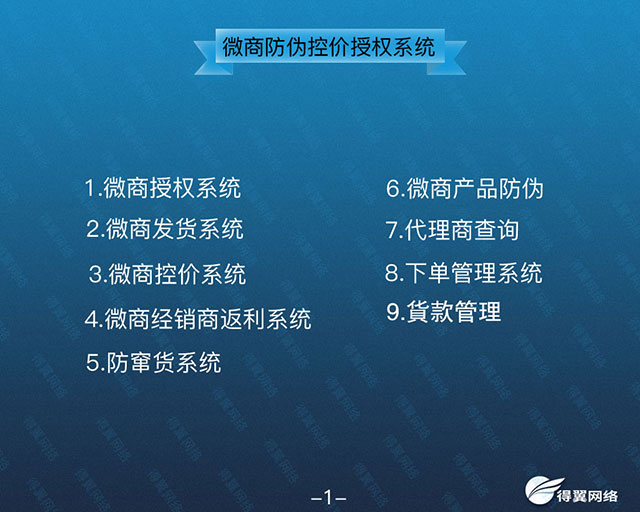 微商防伪控价授权系统
1.微商授权系统
2.微商发货系统
3.微商控价系统
4.微商经销商返利系统
5.防窜货系统
6.微商产品防伪
7.代理商查询
8.下单管理系统
9.貨款管理
-1-
得翼网络